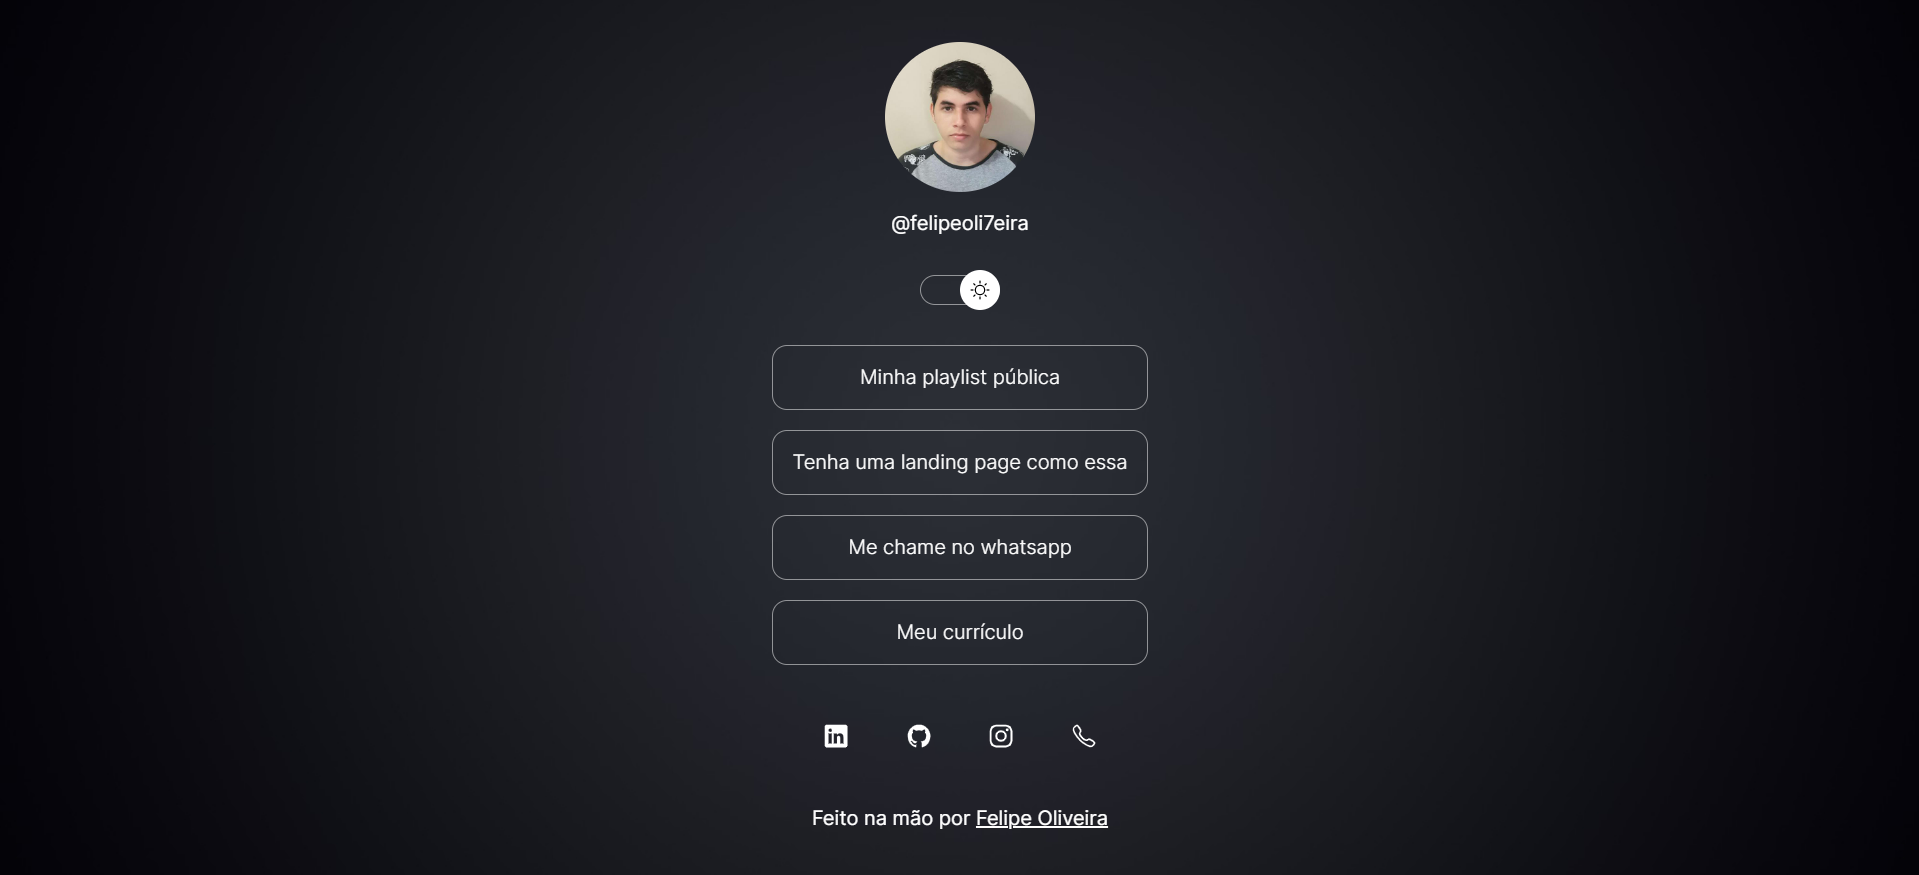 @felipeoli7eira
Minha playlist pública
Tenha uma landing page como essa
Me chame no whatsapp
Meu currículo
in
Feito na mão por Felipe Oliveira